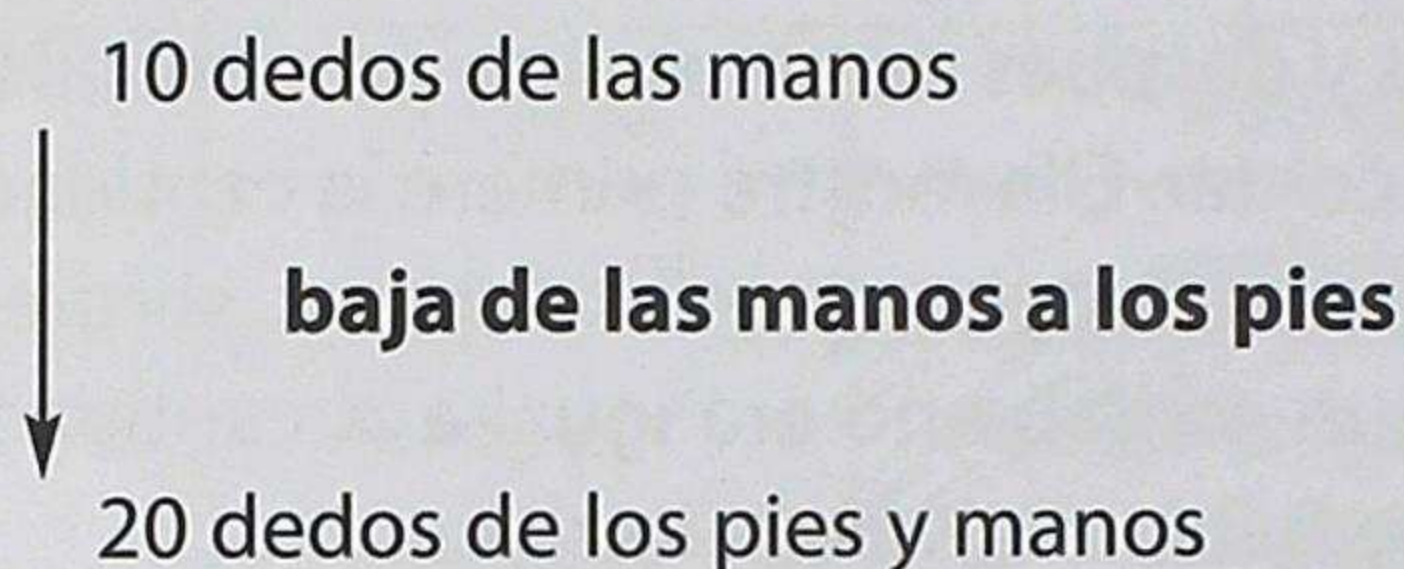 10 dedos de las manos
baja de las manos a los pies
20 dedos de los pies y manos